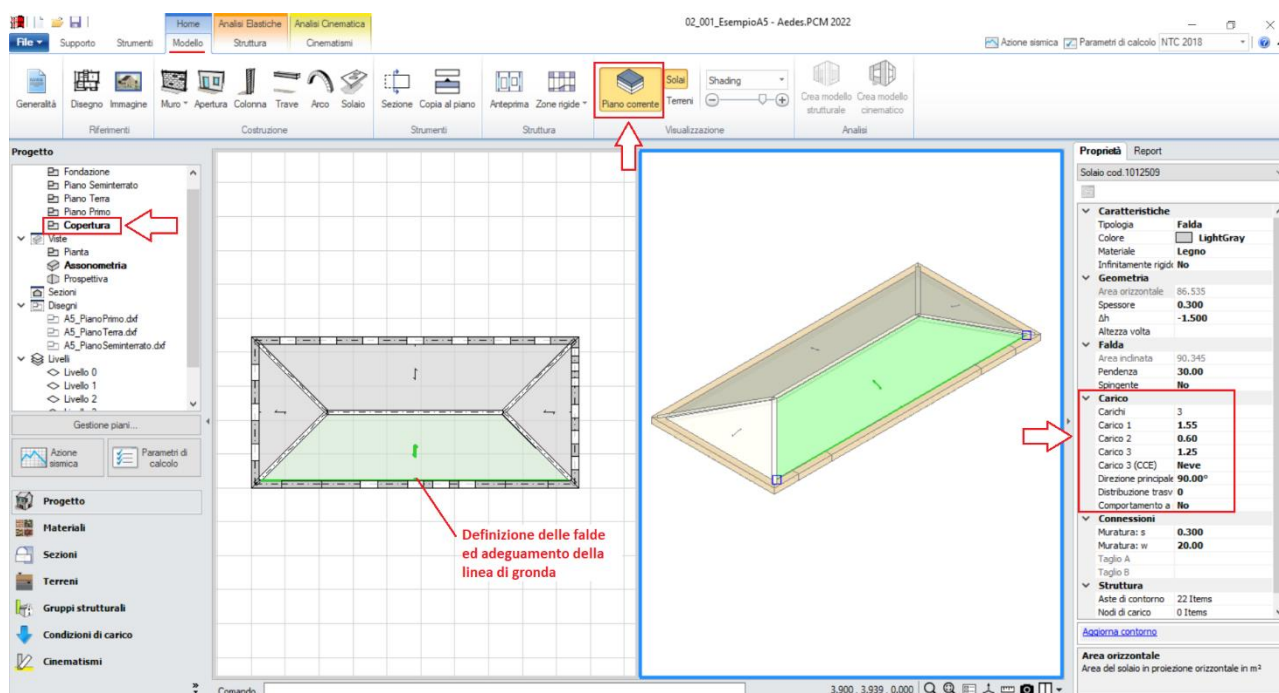 02_001_EsempioA5 - Aedes.PCM 2022
Home
Analisi Elastiche
Analisi Cinematica
File
Supporto
Strumenti
Modello
Struttura
Cinematismi
Azione sismica
Parametri di calcolo
NTC 2018
Generalità
Disegno
Immagine
Muro
Apertura
Colonna
Trave
Arco
Solaio
Sezione
Copia al piano
Anteprima
Zone rigide
Piano corrente
Solai
Terreni
Shading
Crea modello strutturale
Crea modello cinematico
Riferimenti
Costruzione
Strumenti
Struttura
Visualizzazione
Analisi
Progetto
Fondazione
Piano Seminterrato
Piano Terra
Piano Primo
Copertura
Viste
Pianta
Assonometria
Prospettiva
Sezioni
Disegni
A5_PianoPrimo.dxf
A5_PianoTerra.dxf
A5_PianoSeminterrato.dxf
Livelli
Livello 0
Livello 1
Livello 2
Gestione piani...
Azione sismica
Parametri di calcolo
Progetto
Materiali
Sezioni
Terreni
Gruppi strutturali
Condizioni di carico
Cinematismi
Definizione delle falde
ed adeguamento della
linea di gronda
Comando
3.900 , 3.939 , 0.000
Proprietà
Report
Solaio cod.1012509
Caratteristiche
Tipologia Falda
Colore LightGray
Materiale Legno
Infinitamente rigido No
Geometria
Area orizzontale 86.535
Spessore 0.300
Δh -1.500
Altezza volta
Falda
Area inclinata 90.345
Pendenza 30.00
Spingente No
Carico
Carichi 3
Carico 1 1.55
Carico 2 0.60
Carico 3 1.25
Carico 3 (CCE) Neve
Direzione principale 90.00°
Distribuzione trasv 0
Comportamento a No
Connessioni
Muratura: s 0.300
Muratura: w 20.00
Taglio A
Taglio B
Struttura
Aste di contorno 22 Items
Nodi di carico 0 Items
Aggiorna contorno
Area orizzontale
Area del solaio in proiezione orizzontale in m²